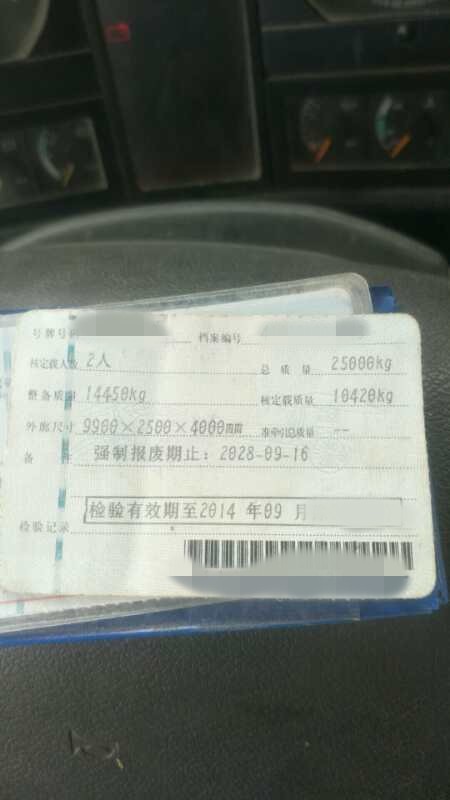 号牌号 档案编号
核定载人数 2人 总质量 25000kg
整备质量 14450kg 核定载质量 10420kg
外廓尺寸 9900×2500×4000 准牵引总质量 --
备 强制报废期止：2028-09-16
检验记录 检验有效期至2014 年09 月